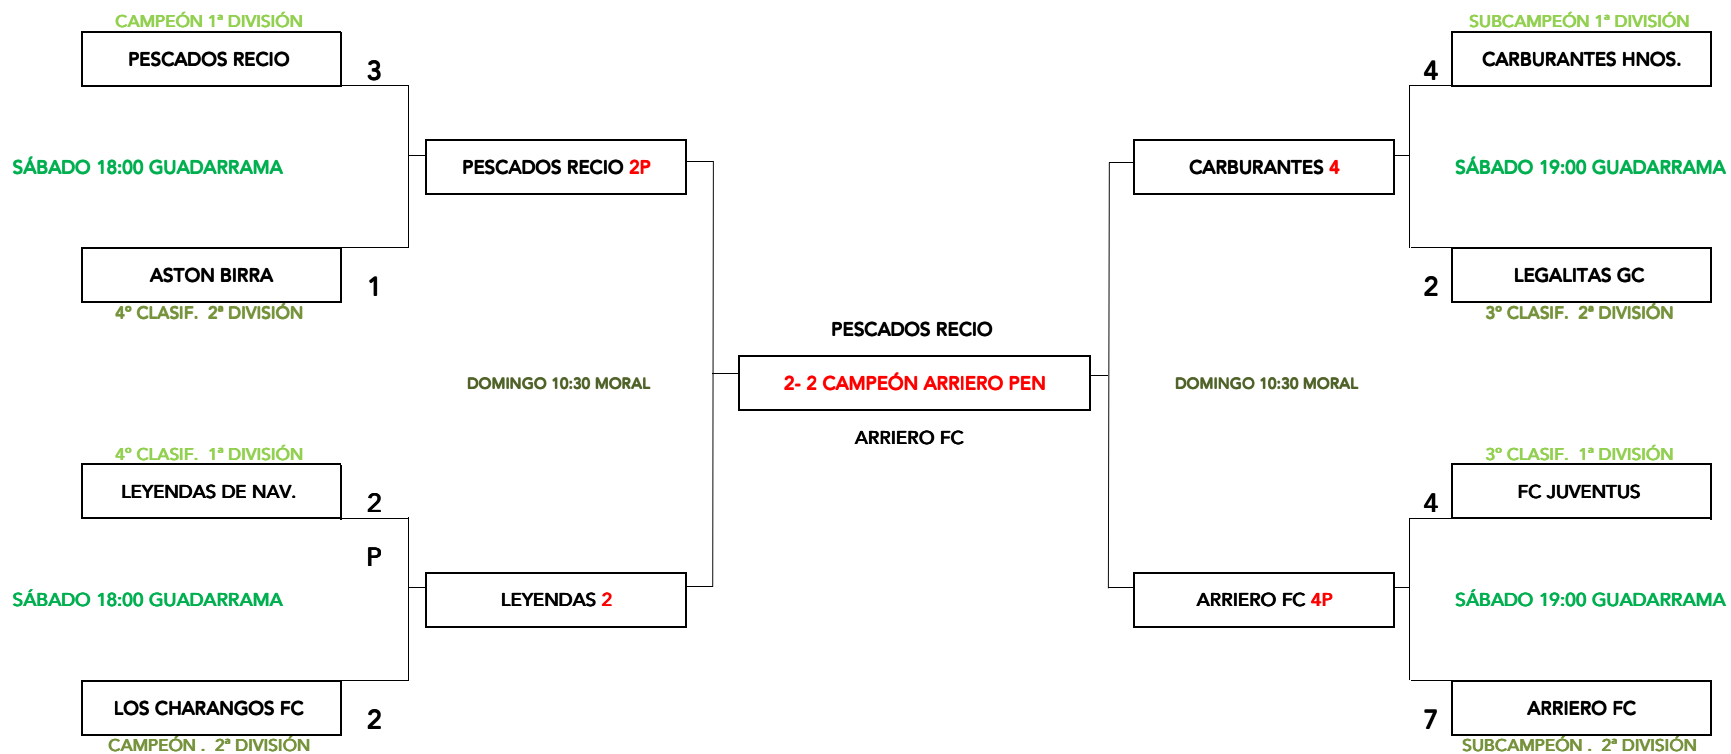 CAMPEÓN 1ª DIVISIÓN
PESCADOS RECIO
3
SÁBADO 18:00 GUADARRAMA
ASTON BIRRA
1
4º CLASIF.  2ª DIVISIÓN
PESCADOS RECIO 2P
DOMINGO 10:30 MORAL
4º CLASIF.  1ª DIVISIÓN
LEYENDAS DE NAV.
2
P
SÁBADO 18:00 GUADARRAMA
LEYENDAS 2
LOS CHARANGOS FC
2
CAMPEÓN .  2ª DIVISIÓN
PESCADOS RECIO
2- 2 CAMPEÓN ARRIERO PEN
ARRIERO FC
SUBCAMPEÓN 1ª DIVISIÓN
4
CARBURANTES HNOS.
CARBURANTES 4
SÁBADO 19:00 GUADARRAMA
2
LEGALITAS GC
3º CLASIF.  2ª DIVISIÓN
DOMINGO 10:30 MORAL
3º CLASIF.  1ª DIVISIÓN
4
FC JUVENTUS
ARRIERO FC 4P
SÁBADO 19:00 GUADARRAMA
7
ARRIERO FC
SUBCAMPEÓN .  2ª DIVISIÓN